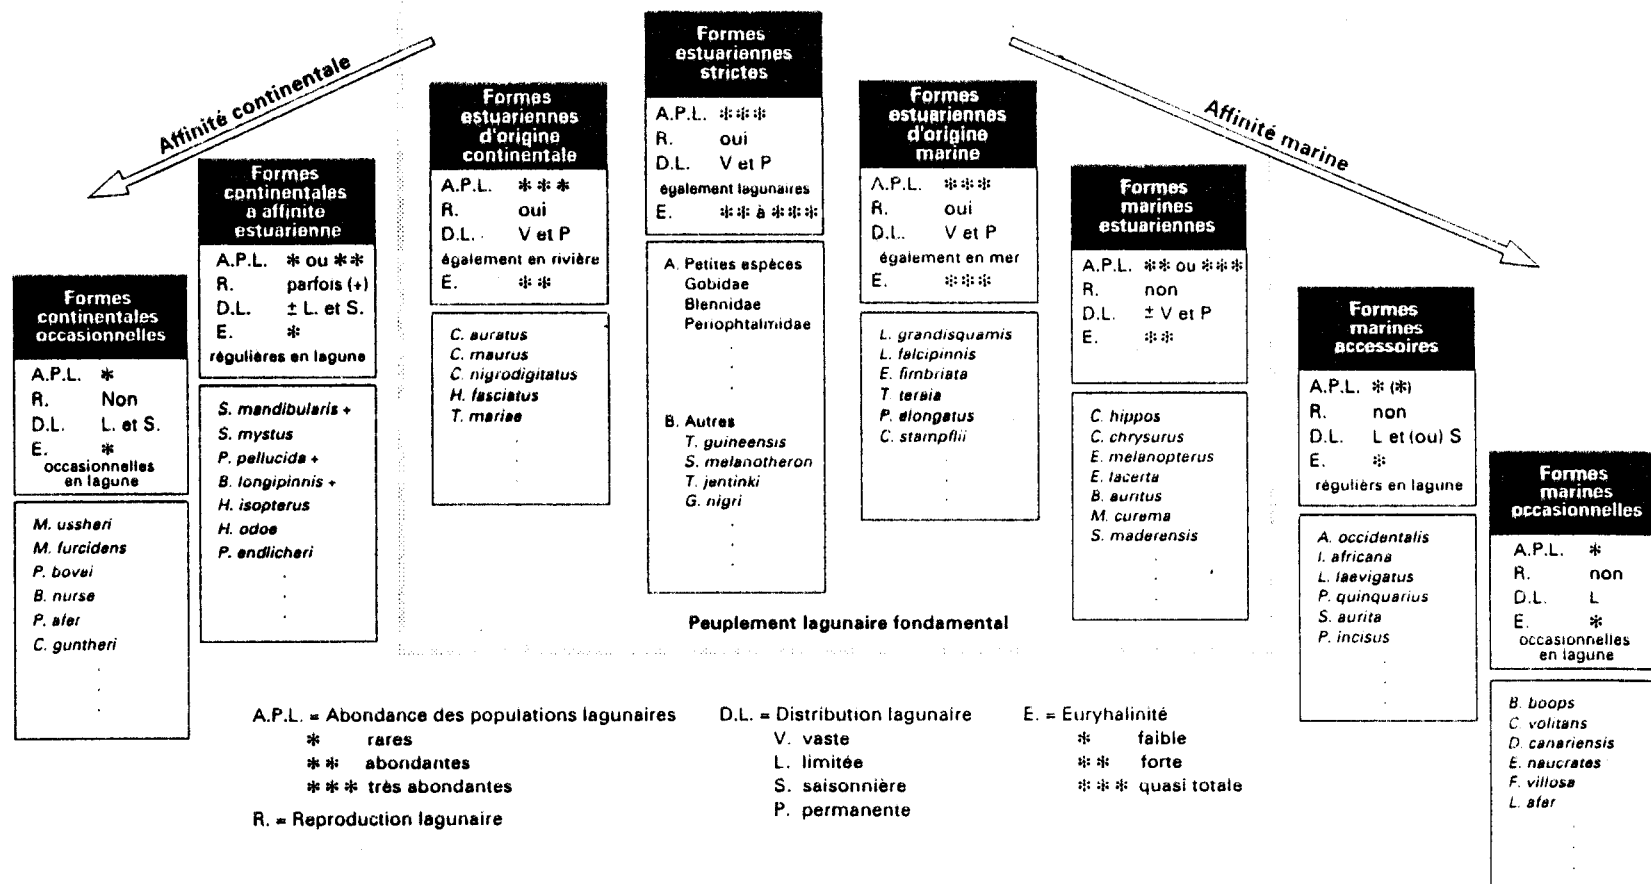 Affinité continentale
Affinité marine
Formes
continentales
occasionnelles
A.P.L. *
R. Non
D.L. L. et S.
E. *
occasionnelles
en lagune
M. ussheri
M. furcidens
P. bovei
B. nurse
P. afer
C. guntheri
Formes
continentales
a affinite
estuarienne
A.P.L. * ou **
R. parfois (+)
D.L. ± L. et S.
E. *
régulières en lagune
S. mandibularis +
S. mystus
P. pellucida +
B. longipinnis +
H. isopterus
H. odoe
P. endlicheri
Formes
estuariennes
d'origine
continentale
A.P.L. ***
R. oui
D.L. V et P
également en rivière
E. **
C. auratus
C. maurus
C. nigrodigitatus
H. fasciatus
T. mariae
Formes
estuariennes
strictes
A.P.L. ***
R. oui
D.L. V et P
également lagunaires
E. ** à ***
A. Petites espèces
Gobidae
Blennidae
Periophtalmidae
B. Autres
T. guineensis
S. melanotheron
T. jentinki
G. nigri
Formes
estuariennes
d'origine
marine
A.P.L. ***
R. oui
D.L. V et P
également en mer
E. ***
L. grandisquamis
L. falcipinnis
E. fimbriata
T. teraia
P. elongatus
C. stampflii
Formes
marines
estuariennes
A.P.L. ** ou ***
R. non
D.L. ± V et P
E. **
C. hippos
C. chrysurus
E. melanopterus
E. lacerta
B. auritus
M. curema
S. maderensis
Formes
marines
accessoires
A.P.L. * (*)
R. non
D.L. L et (ou) S
E. *
régulièrs en lagune
A. occidentalis
I. africana
L. laevigatus
P. quinquarius
S. aurita
P. incisus
Formes
marines
occasionnelles
A.P.L. *
R. non
D.L. L
E. *
occasionnelles
en lagune
B. boops
C. volitans
D. canariensis
E. naucrates
F. villosa
L. afer
Peuplement lagunaire fondamental
A.P.L. = Abondance des populations lagunaires
* rares
** abondantes
*** très abondantes
R. = Reproduction lagunaire
D.L. = Distribution lagunaire
V. vaste
L. limitée
S. saisonnière
P. permanente
E. = Euryhalinité
* faible
** forte
*** quasi totale